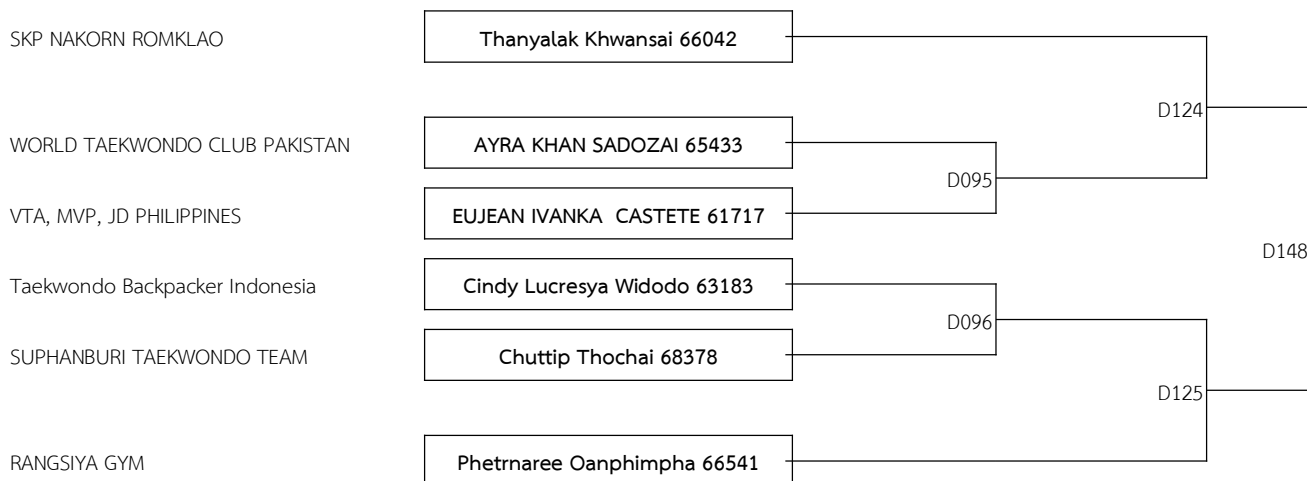 SKP NAKORN ROMKLAO
Thanyalak Khwansai 66042
D124
WORLD TAEKWONDO CLUB PAKISTAN
AYRA KHAN SADOZAI 65433
D095
VTA, MVP, JD PHILIPPINES
EUJEAN IVANKA  CASTETE 61717
D148
Taekwondo Backpacker Indonesia
Cindy Lucresya Widodo 63183
D096
SUPHANBURI TAEKWONDO TEAM
Chuttip Thochai 68378
D125
RANGSIYA GYM
Phetrnaree Oanphimpha 66541